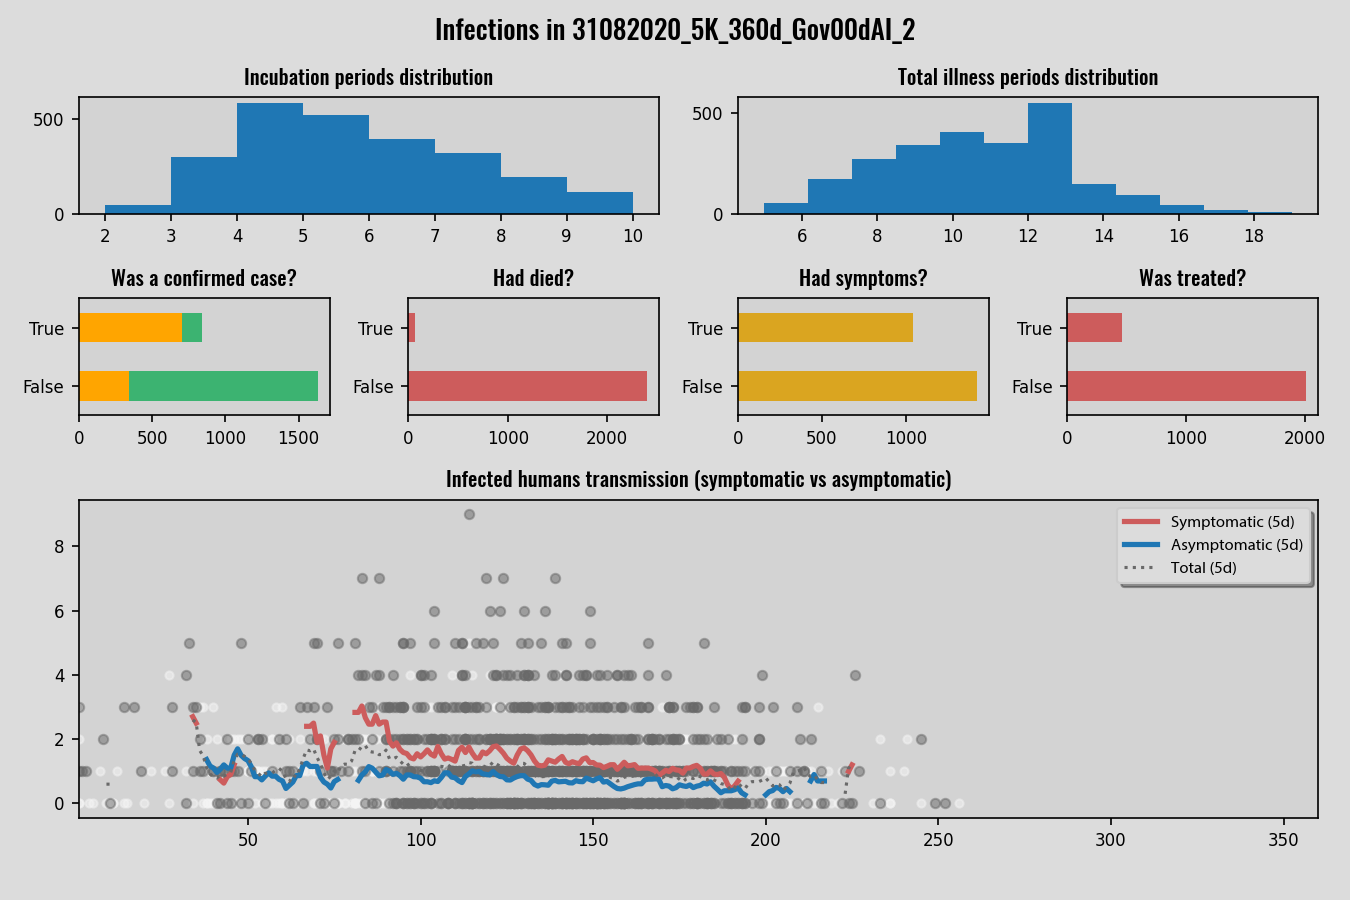 Infections in 31082020_5K_360d_Gov00dAI_2
Incubation periods distribution
Total illness periods distribution
500
0
2 3 4 5 6 7 8 9 10
500
0
6 8 10 12 14 16 18
Was a confirmed case?
Had died?
Had symptoms?
Was treated?
True
False
0 500 1000 1500
True
False
0 1000 2000
True
False
0 500 1000
True
False
0 1000 2000
Infected humans transmission (symptomatic vs asymptomatic)
Symptomatic (5d)
Asymptomatic (5d)
Total (5d)
8
6
4
2
0
50 100 150 200 250 300 350